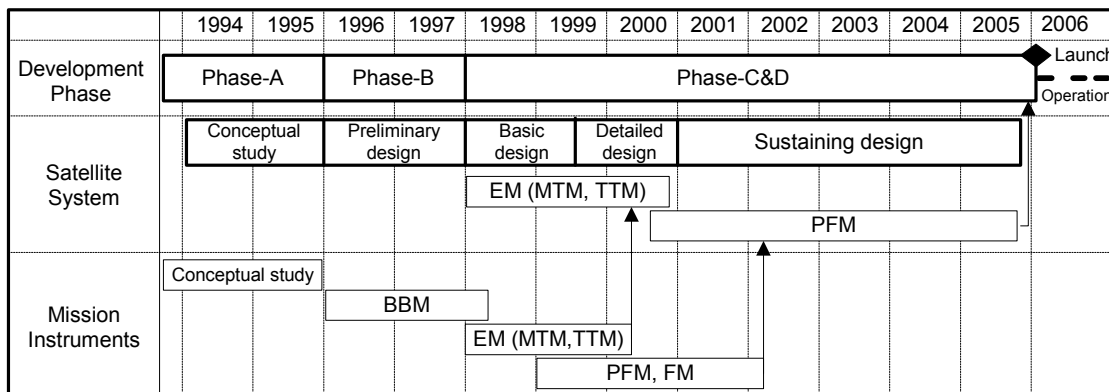 1994 1995 1996 1997 1998 1999 2000 2001 2002 2003 2004 2005 2006
Development
Phase
Phase-A Phase-B Phase-C&D
Launch
Operation
Satellite
System
Conceptual
study
Preliminary
design
Basic
design
Detailed
design
Sustaining design
EM (MTM, TTM)
PFM
Mission
Instruments
Conceptual study
BBM
EM (MTM,TTM)
PFM, FM